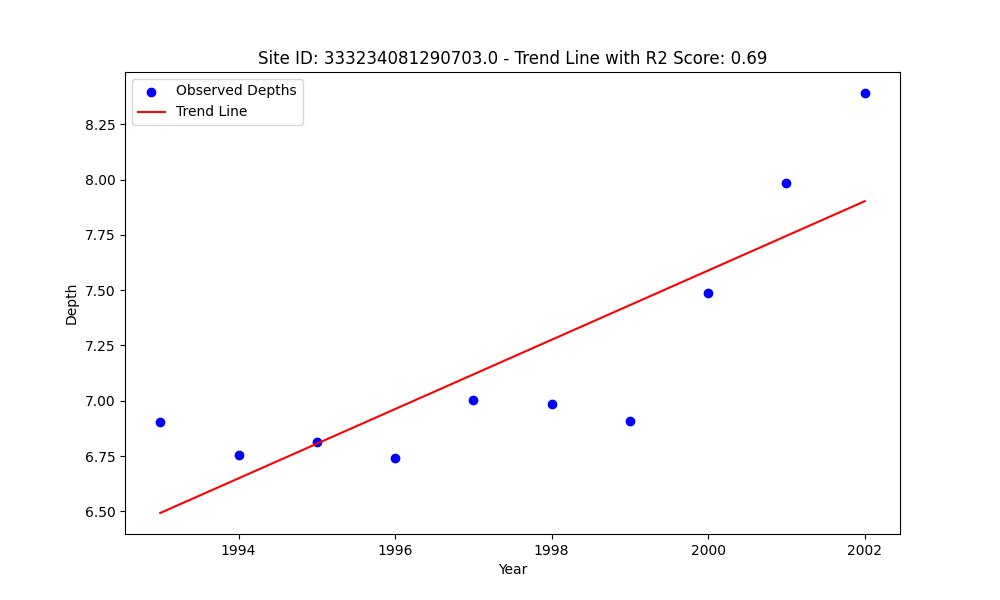 Site ID: 333234081290703.0 - Trend Line with R2 Score: 0.69
Observed Depths
Trend Line
8.25
8.00
7.75
7.50
7.25
7.00
6.75
6.50
Depth
1994 1996 1998 2000 2002
Year